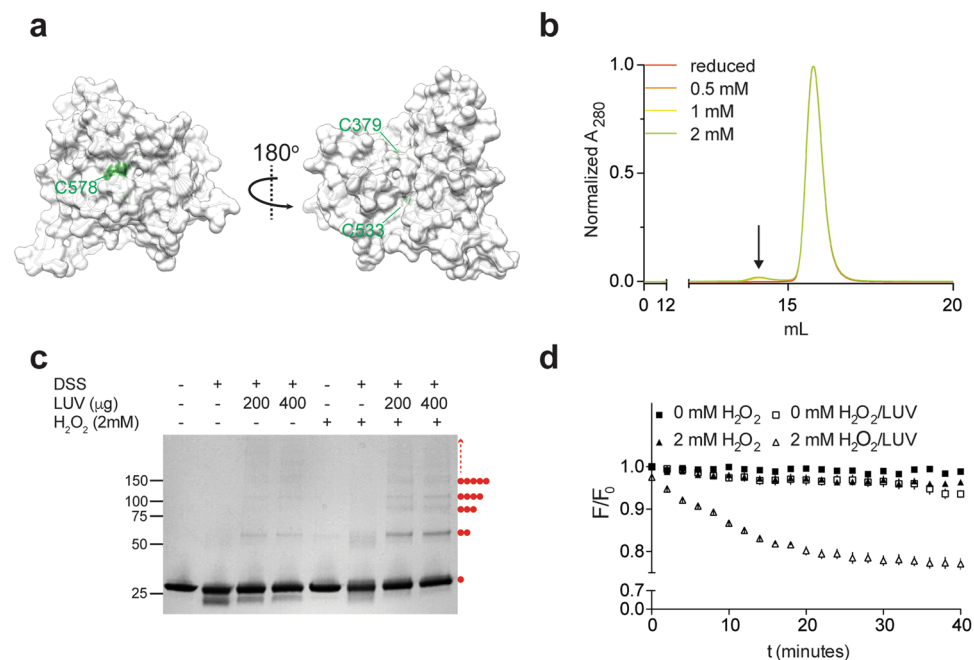 a
C578
180o
C379
C533
b
reduced
0.5 mM
1 mM
2 mM
Normalized A280
1.0
0.5
0.0
0 12 15 20
mL
c
DSS - + + + - + + +
LUV (μg) - - 200 400 - - 200 400
H2O2 (2mM) - - - - + + + +
150
100
75
50
25
d
0 mM H2O2 0 mM H2O2/LUV
2 mM H2O2 2 mM H2O2/LUV
F/F0
1.0
0.9
0.8
0.7
0.0
0 10 20 30 40
t (minutes)